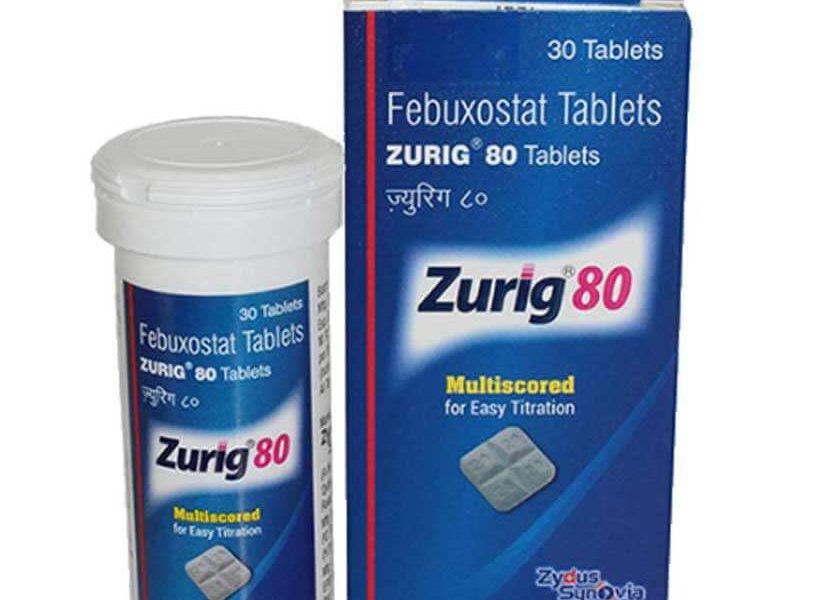 30 Tablets
Febuxostat Tablets
ZURIG® 80 Tablets
ज़्युरिग ८०
Zurig® 80
Multiscored
for Easy Titration
Zydus
Synovia
30 Tablets
Febuxostat Tablets
ZURIG® 80 Tablets
ज़्युरिग ८०
Zurig® 80
Multiscored
for Easy Titration